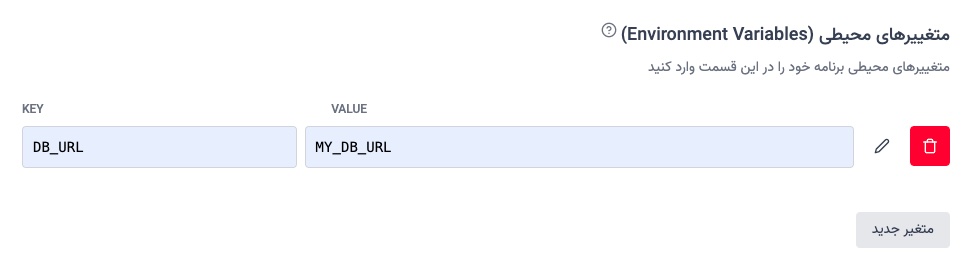 متغییرهای محیطی (Environment Variables)
متغییرهای محیطی برنامه خود را در این قسمت وارد کنید
KEY VALUE
DB_URL MY_DB_URL
متغیر جدید